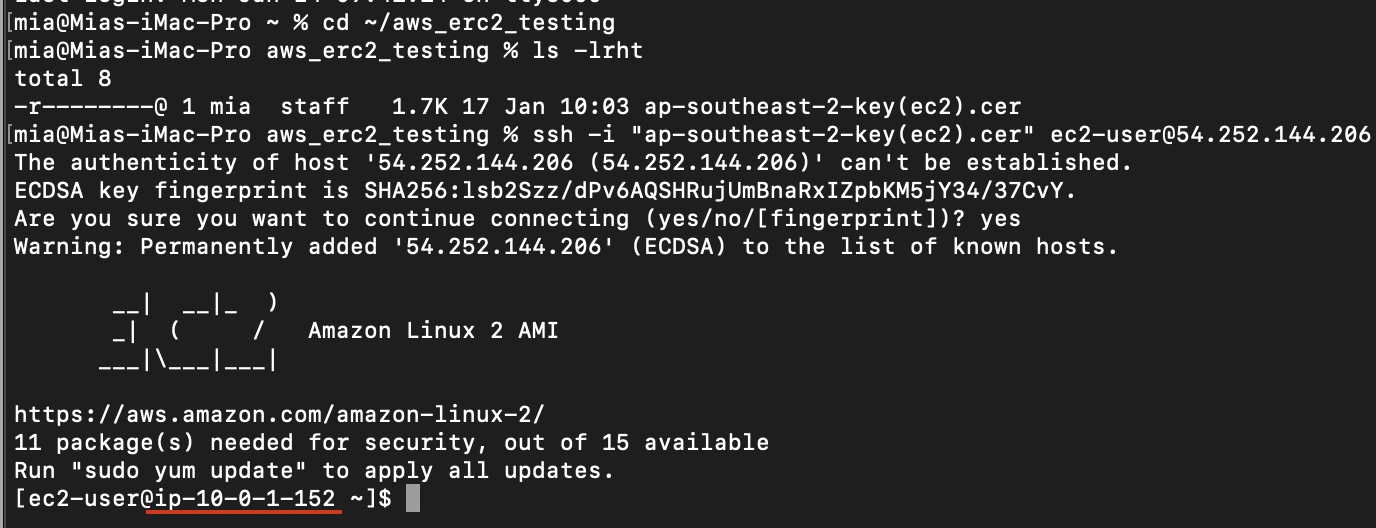 [mia@Mias-iMac-Pro ~ % cd ~/aws_erc2_testing
[mia@Mias-iMac-Pro aws_erc2_testing % ls -lrht
total 8
-r--------@ 1 mia  staff   1.7K 17 Jan 10:03 ap-southeast-2-key(ec2).cer
[mia@Mias-iMac-Pro aws_erc2_testing % ssh -i "ap-southeast-2-key(ec2).cer" ec2-user@54.252.144.206
The authenticity of host '54.252.144.206 (54.252.144.206)' can't be established.
ECDSA key fingerprint is SHA256:lsb2Szz/dPv6AQSHRujUmBnaRxIZpbKM5jY34/37CvY.
Are you sure you want to continue connecting (yes/no/[fingerprint])? yes
Warning: Permanently added '54.252.144.206' (ECDSA) to the list of known hosts.

       __|  __|_  )
       _|  (     /   Amazon Linux 2 AMI
      ___|\___|___|

https://aws.amazon.com/amazon-linux-2/
11 package(s) needed for security, out of 15 available
Run "sudo yum update" to apply all updates.
[ec2-user@ip-10-0-1-152 ~]$